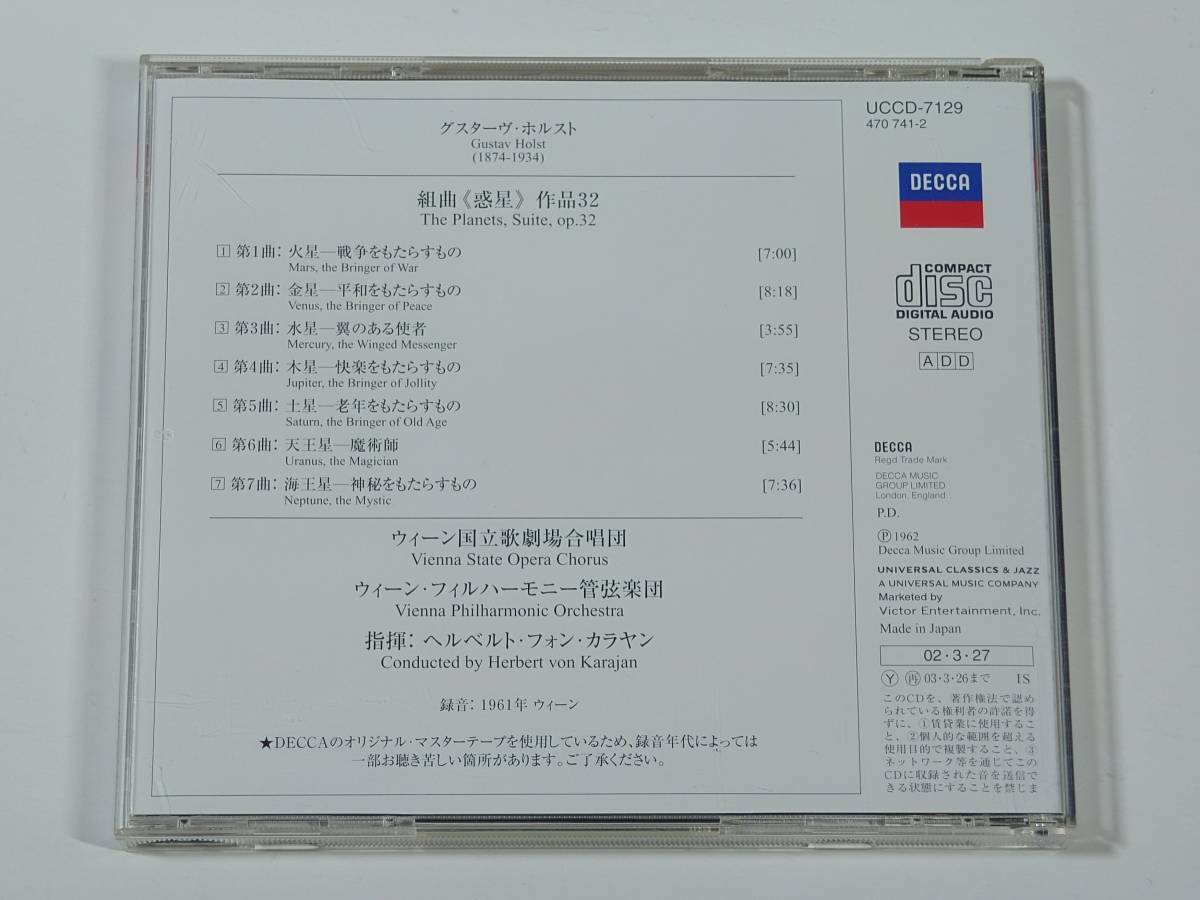 グスターヴ・ホルスト
Gustav Holst
(1874-1934)
組曲《惑星》 作品32
The Planets, Suite, op.32
1 第1曲: 火星—戦争をもたらすもの [7:00]
Mars, the Bringer of War
2 第2曲: 金星—平和をもたらすもの [8:18]
Venus, the Bringer of Peace
3 第3曲: 水星—翼のある使者 [3:55]
Mercury, the Winged Messenger
4 第4曲: 木星—快楽をもたらすもの [7:35]
Jupiter, the Bringer of Jollity
5 第5曲: 土星—老年をもたらすもの [8:30]
Saturn, the Bringer of Old Age
6 第6曲: 天王星—魔術師 [5:44]
Uranus, the Magician
7 第7曲: 海王星—神秘をもたらすもの [7:36]
Neptune, the Mystic
ウィーン国立歌劇場合唱団
Vienna State Opera Chorus
ウィーン・フィルハーモニー管弦楽団
Vienna Philharmonic Orchestra
指揮: ヘルベルト・フォン・カラヤン
Conducted by Herbert von Karajan
録音: 1961年 ウィーン
★DECCAのオリジナル・マスターテープを使用しているため、録音年代によっては
一部お聴き苦しい箇所があります。ご了承ください。
UCCD-7129
470 741-2
DECCA
COMPACT
disc
DIGITAL AUDIO
STEREO
ADD
DECCA
Regd. Trade Mark
DECCA MUSIC
GROUP LIMITED
London, England
P.D.
Ⓟ1962
Decca Music Group Limited
UNIVERSAL CLASSICS & JAZZ
A UNIVERSAL MUSIC COMPANY
Marketed by
Victor Entertainment, Inc.
Made in Japan
02・3・27
Ⓨ 再 03・3・26まで 1S
このCDを、著作権法で認め
られている権利者の許諾を得
ずに、①賃貸業に使用するこ
と、②個人的な範囲を超える
使用目的で複製すること、③
ネットワーク等を通じてこの
CDに収録された音を送信で
きる状態にすることを禁じま